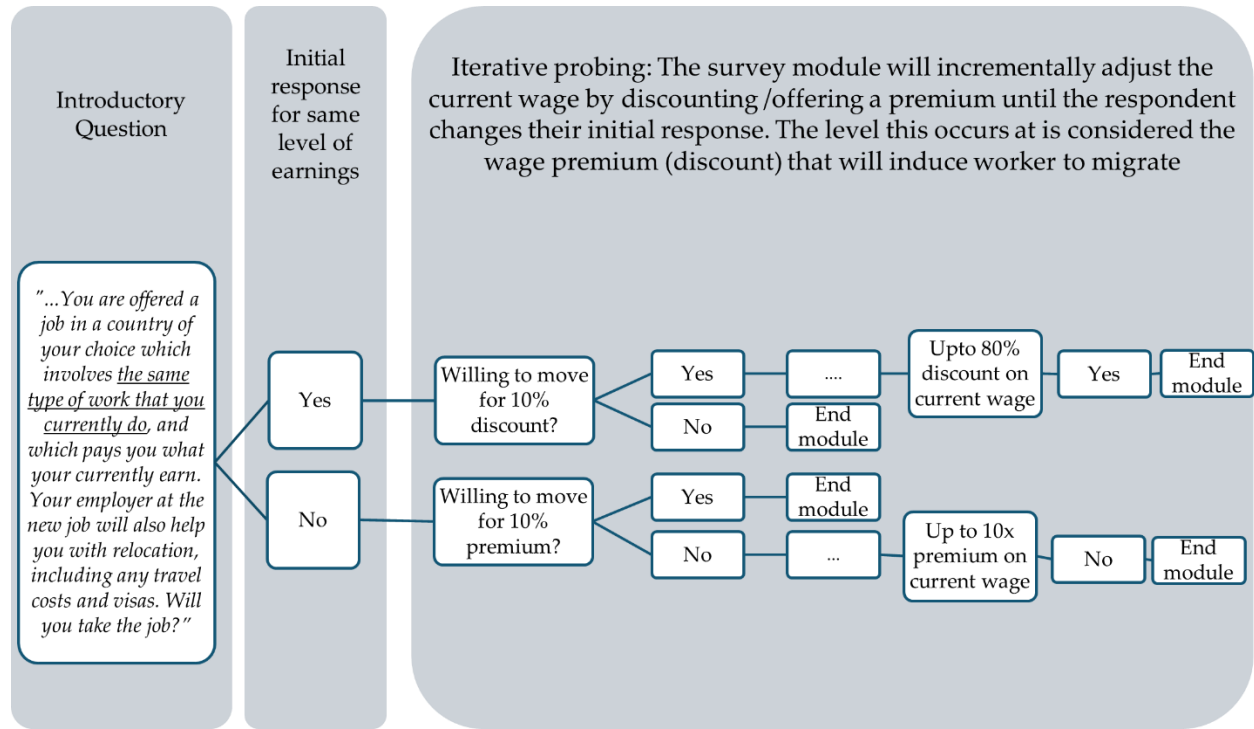 Introductory
Question
"...You are offered a
job in a country of
your choice which
involves the same
type of work that you
currently do, and
which pays you what
your currently earn.
Your employer at the
new job will also help
you with relocation,
including any travel
costs and visas. Will
you take the job?"
Initial
response
for same
level of
earnings
Yes
No
Iterative probing: The survey module will incrementally adjust the
current wage by discounting /offering a premium until the respondent
changes their initial response. The level this occurs at is considered the
wage premium (discount) that will induce worker to migrate
Willing to move
for 10%
discount?
Yes
....
Upto 80%
discount on
current wage
Yes
End
module
No
End
module
Willing to move
for 10%
premium?
Yes
End
module
No
...
Up to 10x
premium on
current wage
No
End
module